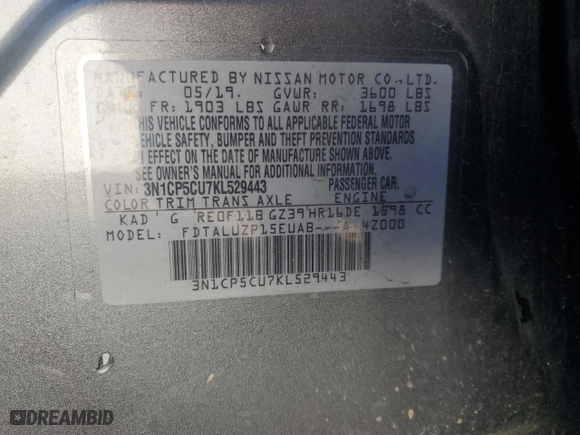 MANUFACTURED BY NISSAN MOTOR CO.,LTD.
DATE: 05/19. GVWR: 3600 LBS
GAWR FR: 1903 LBS GAWR RR: 1698 LBS
THIS VEHICLE CONFORMS TO ALL APPLICABLE FEDERAL MOTOR
VEHICLE SAFETY, BUMPER AND THEFT PREVENTION STANDARDS
IN EFFECT ON THE DATE OF MANUFACTURE SHOWN ABOVE.
SEE OWNER'S MANUAL FOR ADDITIONAL INFORMATION.
VIN: 3N1CP5CU7KL529443 PASSENGER CAR.
COLOR TRIM TRANS AXLE ENGINE
KAD G RE0F11B GZ39 HR16DE 1598 CC
MODEL: FDTALUZP15EUAB----A- 4Z000
3N1CP5CU7KL529443
DREAMBID